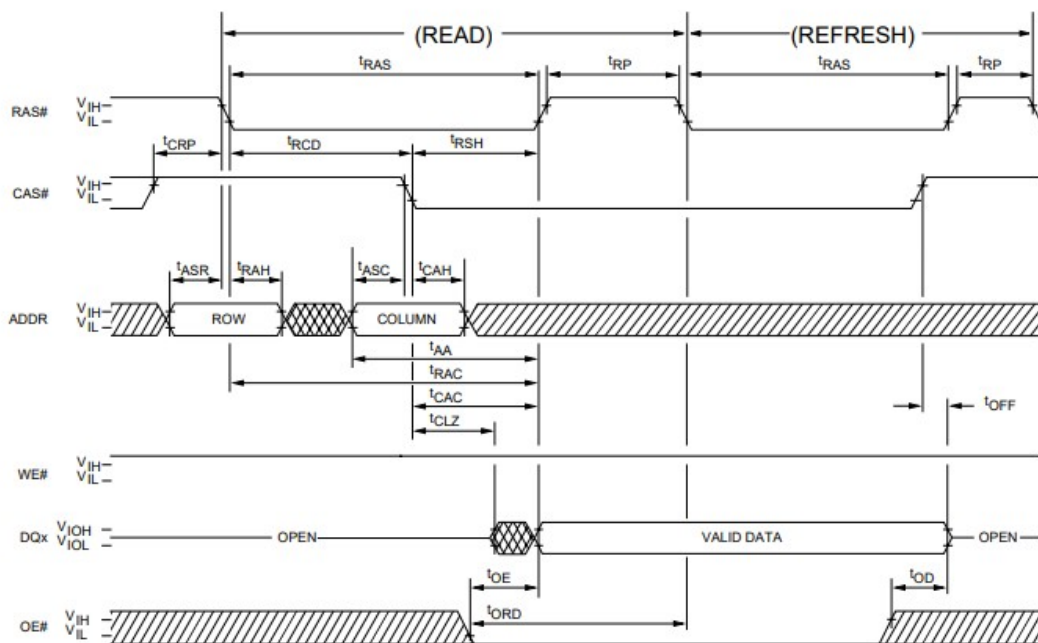 (READ) (REFRESH)
tRAS tRP tRAS tRP
RAS# VIH VIL
tCRP tRCD tRSH
CAS# VIH VIL
tASR tRAH tASC tCAH
ADDR VIH VIL ROW COLUMN
tAA
tRAC
tCAC
tCLZ tOFF
WE# VIH VIL
DQx VIOH VIOL OPEN VALID DATA OPEN
tOE tOD
tORD
OE# VIH VIL